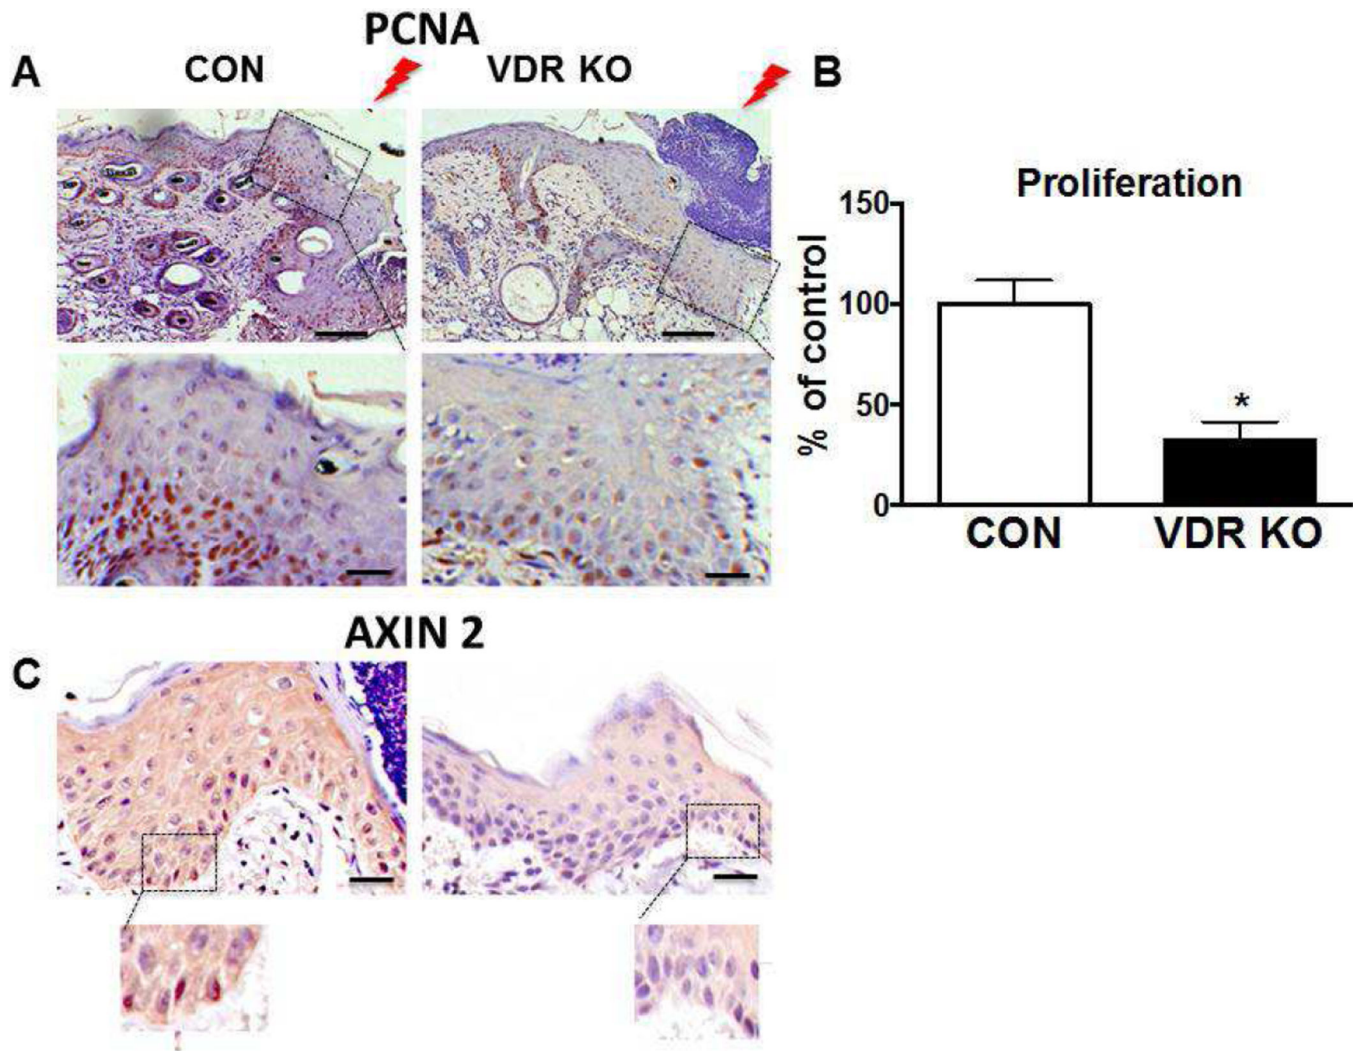 PCNA
A
CON
VDR KO
B
Proliferation
% of control
150
100
50
0
*
CON
VDR KO
AXIN 2
C